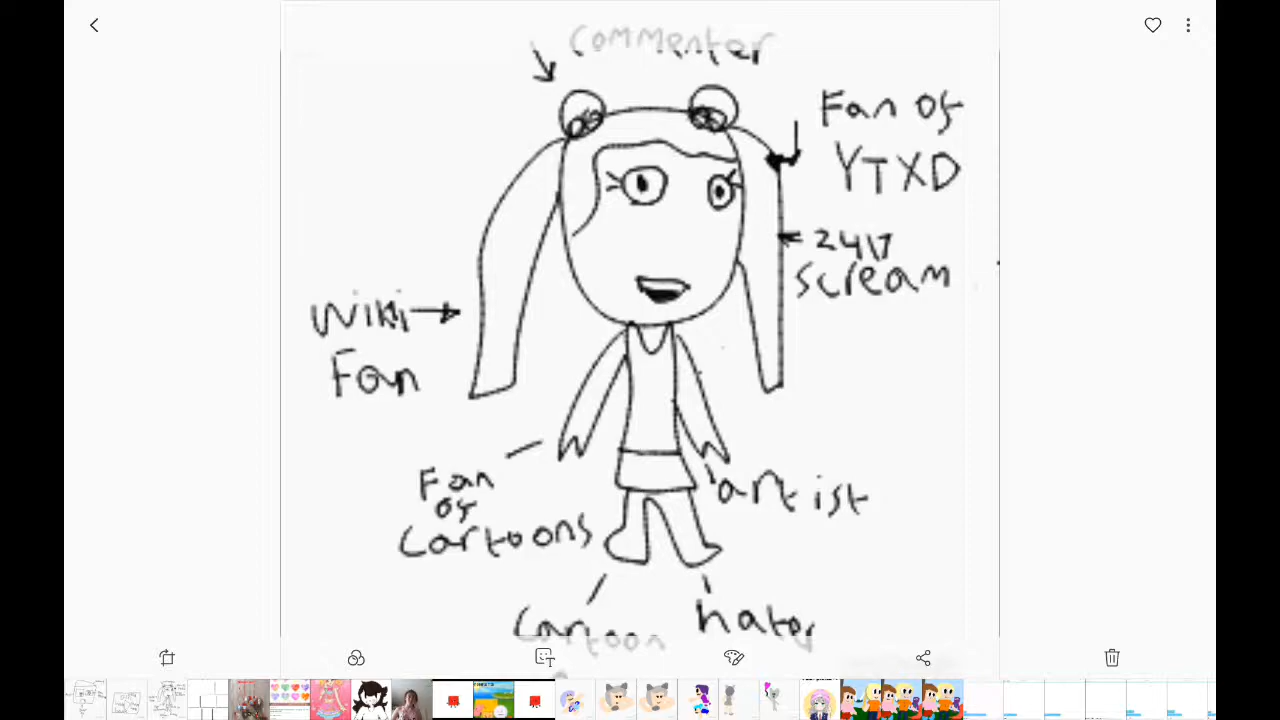 commenter
Fan of
YTXD
24/7
scream
Wiki
Fan
Fan
of
cartoons
artist
cartoon
hater